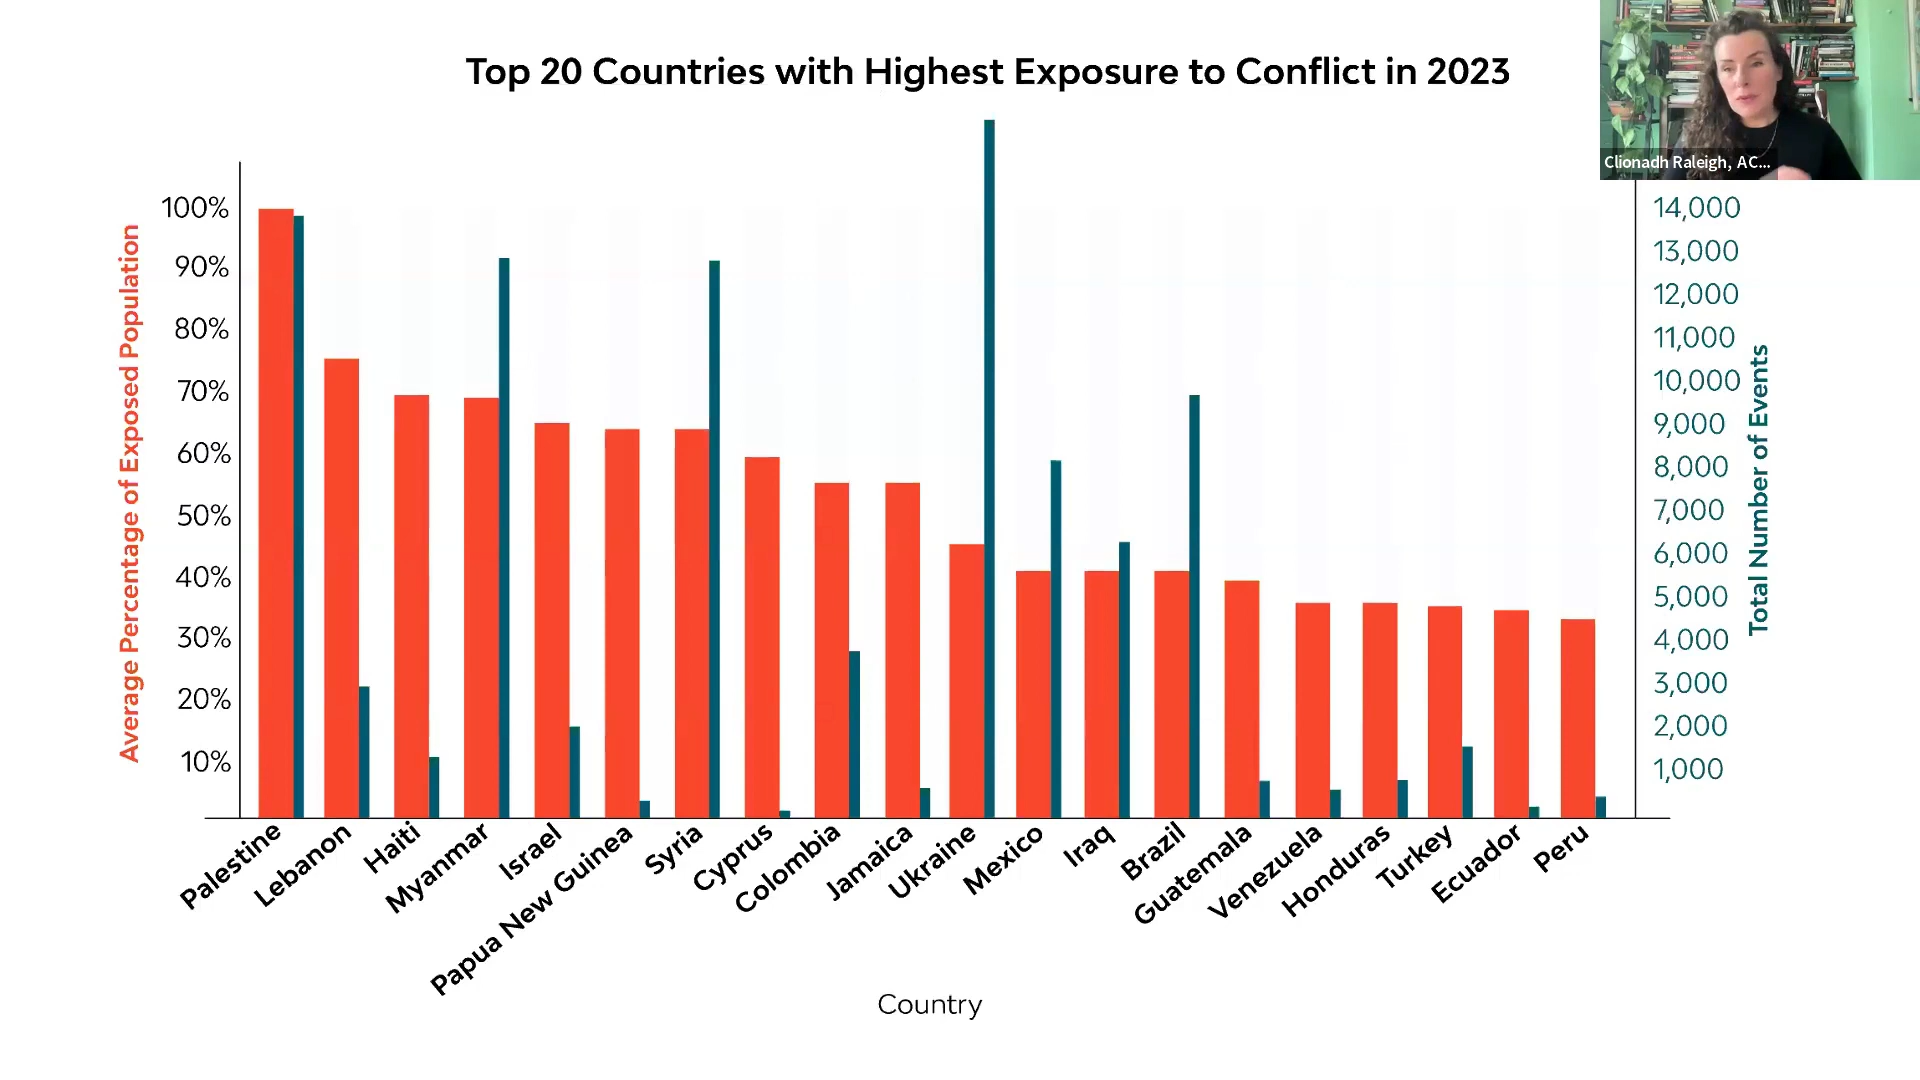 Top 20 Countries with Highest Exposure to Conflict in 2023
Clionadh Raleigh, AC...
Average Percentage of Exposed Population
100%
90%
80%
70%
60%
50%
40%
30%
20%
10%
14,000
13,000
12,000
11,000
10,000
9,000
8,000
7,000
6,000
5,000
4,000
3,000
2,000
1,000
Total Number of Events
Palestine
Lebanon
Haiti
Myanmar
Israel
Papua New Guinea
Syria
Cyprus
Colombia
Jamaica
Ukraine
Mexico
Iraq
Brazil
Guatemala
Venezuela
Honduras
Turkey
Ecuador
Peru
Country